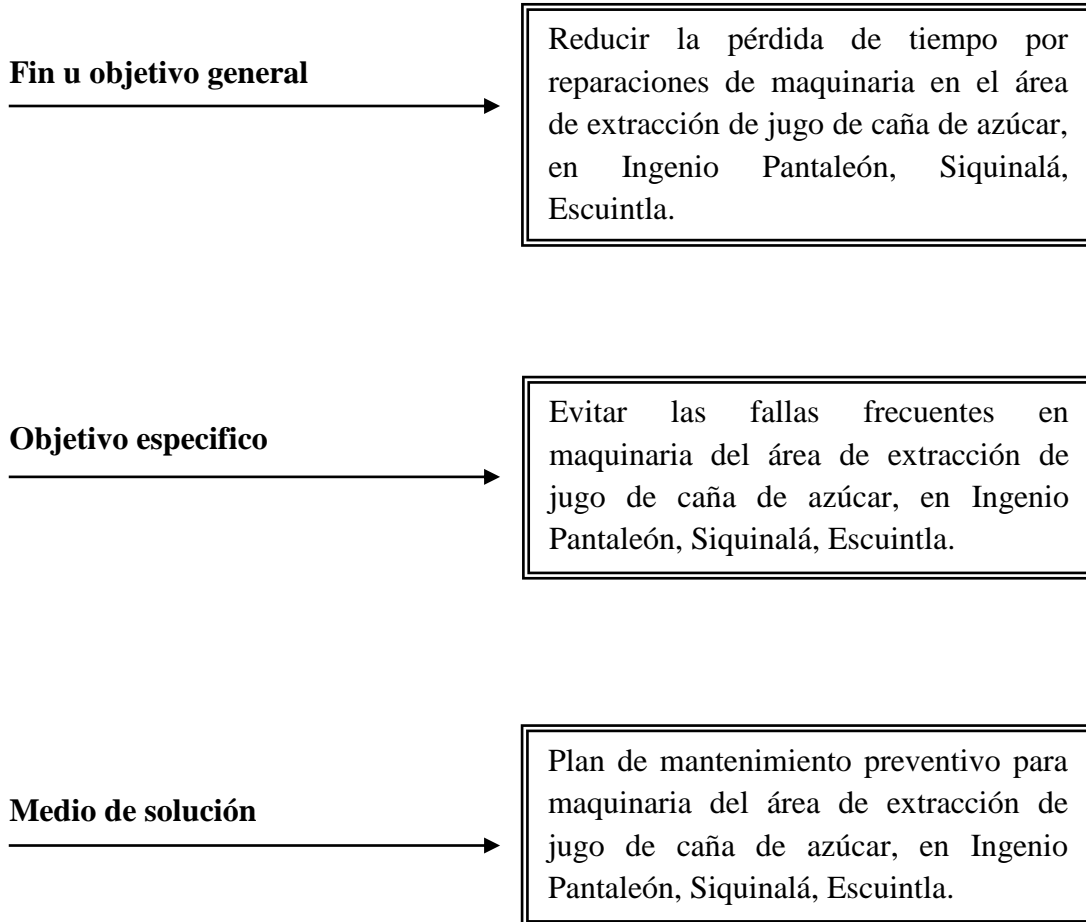 Fin u objetivo general
Reducir la pérdida de tiempo por
reparaciones de maquinaria en el área
de extracción de jugo de caña de azúcar,
en Ingenio Pantaleón, Siquinalá,
Escuintla.
Objetivo especifico
Evitar las fallas frecuentes en
maquinaria del área de extracción de
jugo de caña de azúcar, en Ingenio
Pantaleón, Siquinalá, Escuintla.
Medio de solución
Plan de mantenimiento preventivo para
maquinaria del área de extracción de
jugo de caña de azúcar, en Ingenio
Pantaleón, Siquinalá, Escuintla.